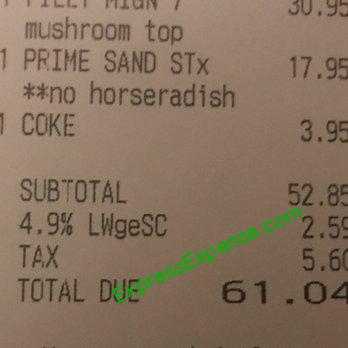 1 FILET MIGN 7 30.95
mushroom top
1 PRIME SAND STx 17.95
**no horseradish
1 COKE 3.95
SUBTOTAL 52.85
4.9% LWgeSC 2.59
TAX 5.60
TOTAL DUE 61.04
ExpressExpense.com